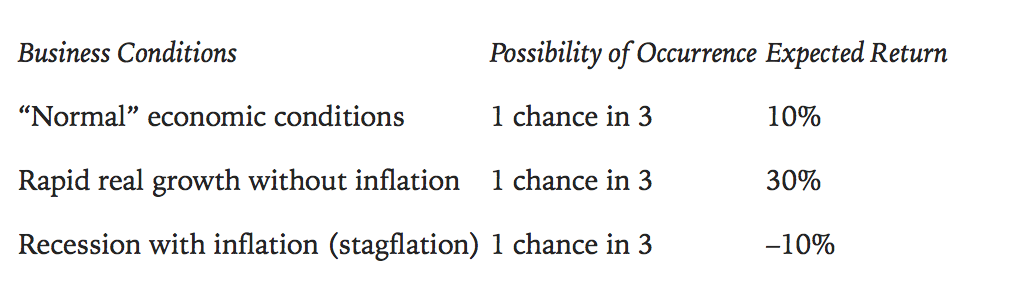 Business Conditions Possibility of Occurrence Expected Return
“Normal” economic conditions 1 chance in 3 10%
Rapid real growth without inflation 1 chance in 3 30%
Recession with inflation (stagflation) 1 chance in 3 –10%